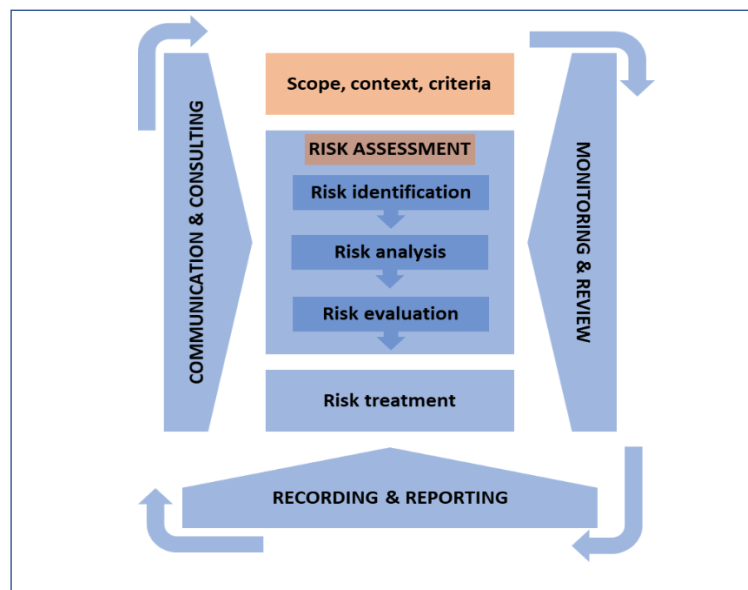 Scope, context, criteria
RISK ASSESSMENT
Risk identification
Risk analysis
Risk evaluation
Risk treatment
COMMUNICATION & CONSULTING
MONITORING & REVIEW
RECORDING & REPORTING